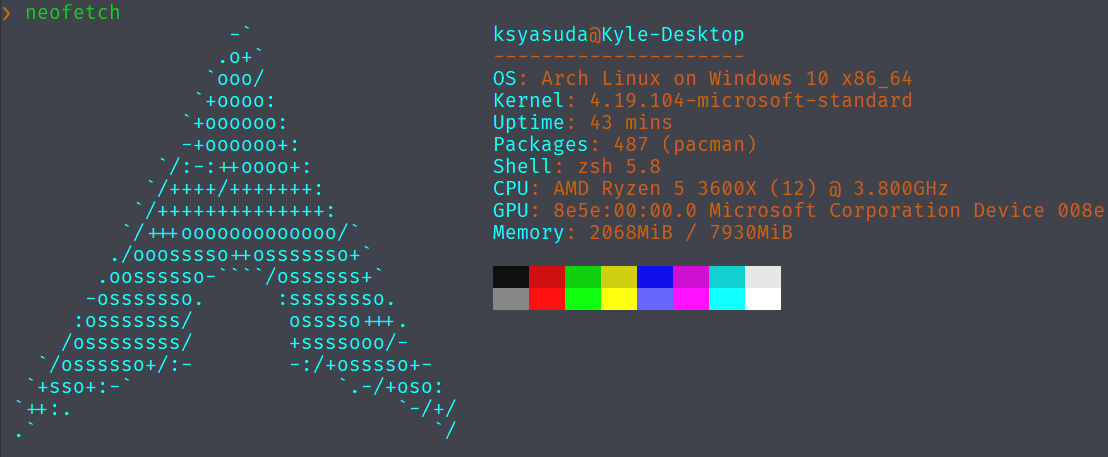 ❯ neofetch
-`
.o+`
`ooo/
`+oooo:
`+oooooo:
-+oooooo+:
`/:-:++oooo+:
`/++++/+++++++:
`/++++++++++++++:
`/+++ooooooooooooo/`
./ooosssso++osssssso+`
.oossssso-````/ossssss+`
-osssssso. :ssssssso.
:osssssss/ osssso+++.
/ossssssss/ +ssssooo/-
`/ossssso+/:- -:/+osssso+-
`+sso+:-` `.-/+oso:
`++:. `-/+/
.` `/
ksyasuda@Kyle-Desktop
---------------------
OS: Arch Linux on Windows 10 x86_64
Kernel: 4.19.104-microsoft-standard
Uptime: 43 mins
Packages: 487 (pacman)
Shell: zsh 5.8
CPU: AMD Ryzen 5 3600X (12) @ 3.800GHz
GPU: 8e5e:00:00.0 Microsoft Corporation Device 008e
Memory: 2068MiB / 7930MiB